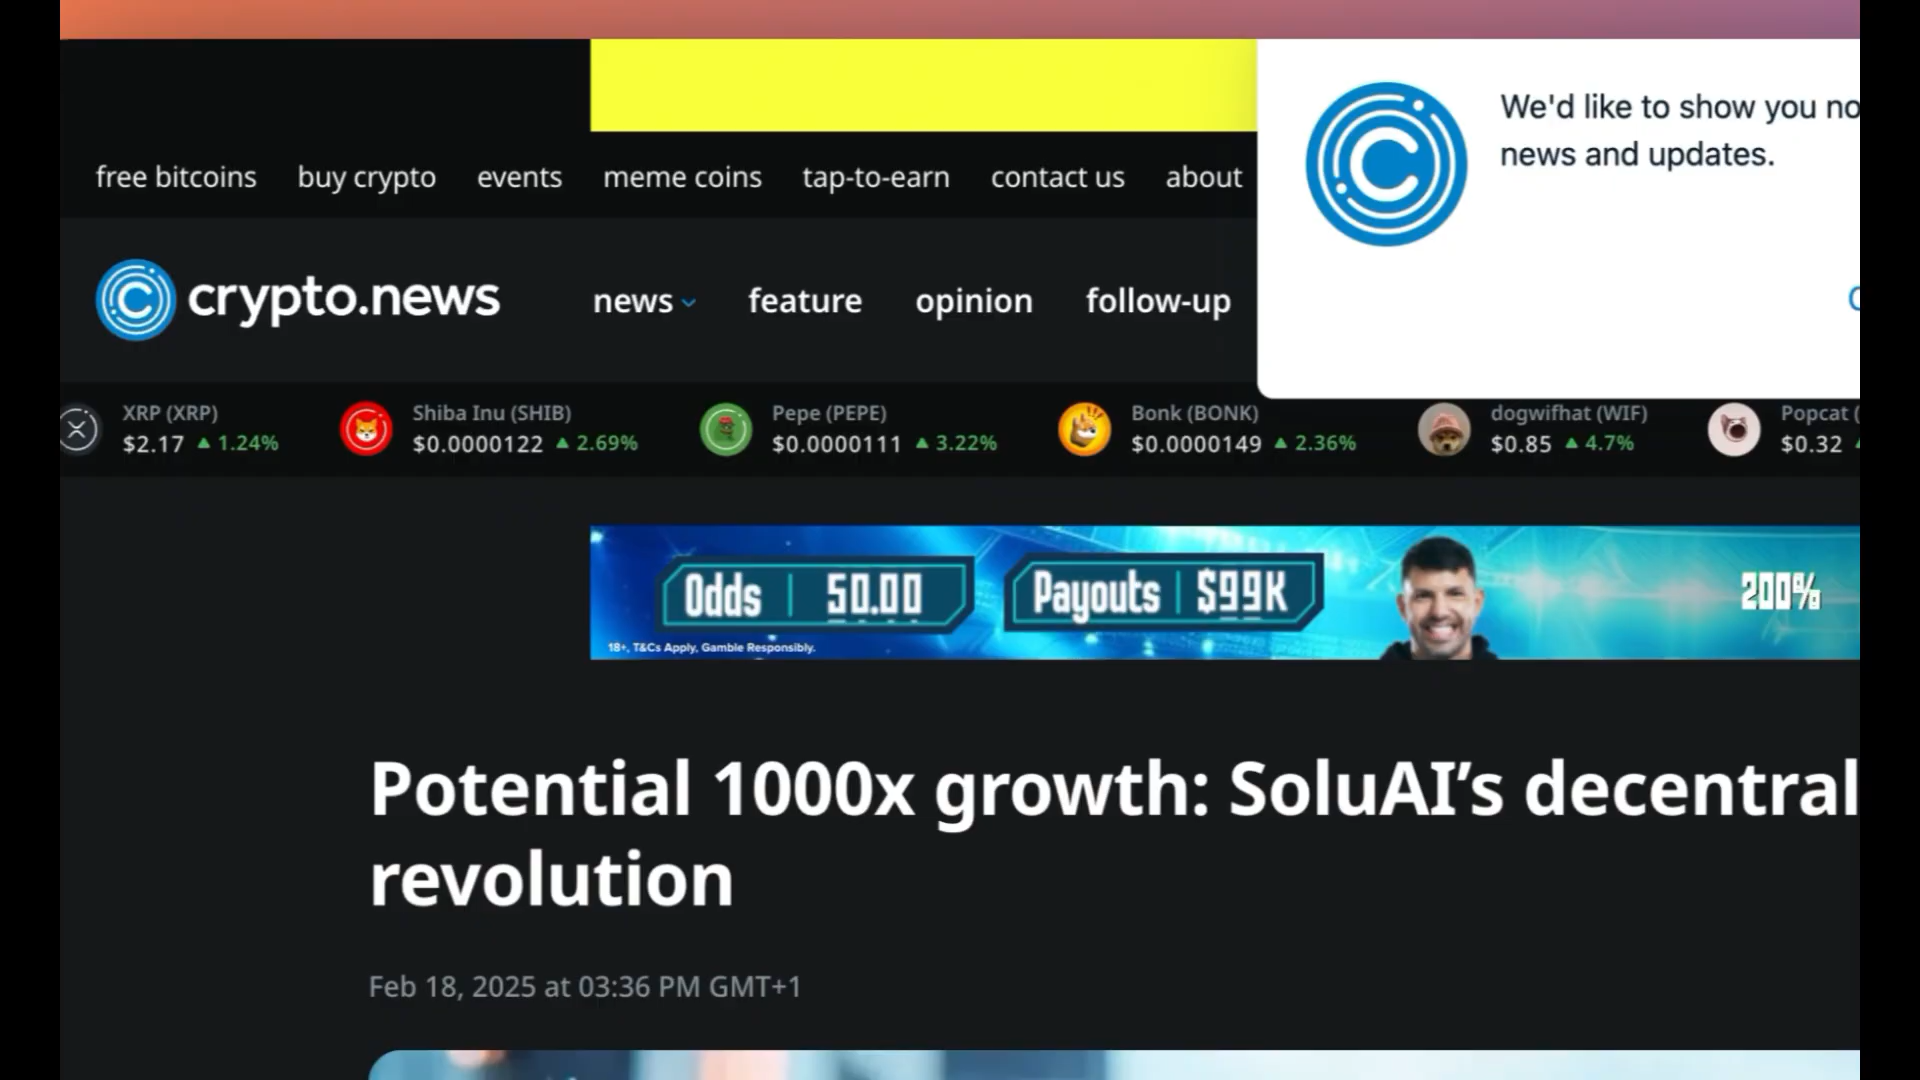 We'd like to show you no
news and updates.
free bitcoins buy crypto events meme coins tap-to-earn contact us about
crypto.news news feature opinion follow-up
XRP (XRP) Shiba Inu (SHIB) Pepe (PEPE) Bonk (BONK) dogwifhat (WIF) Popcat (
$2.17 ▲ 1.24% $0.0000122 ▲ 2.69% $0.0000111 ▲ 3.22% $0.0000149 ▲ 2.36% $0.85 ▲ 4.7% $0.32
Odds | 50.00 Payouts | $99K 200%
18+, T&Cs Apply, Gamble Responsibly.
Potential 1000x growth: SoluAI’s decentral
revolution
Feb 18, 2025 at 03:36 PM GMT+1